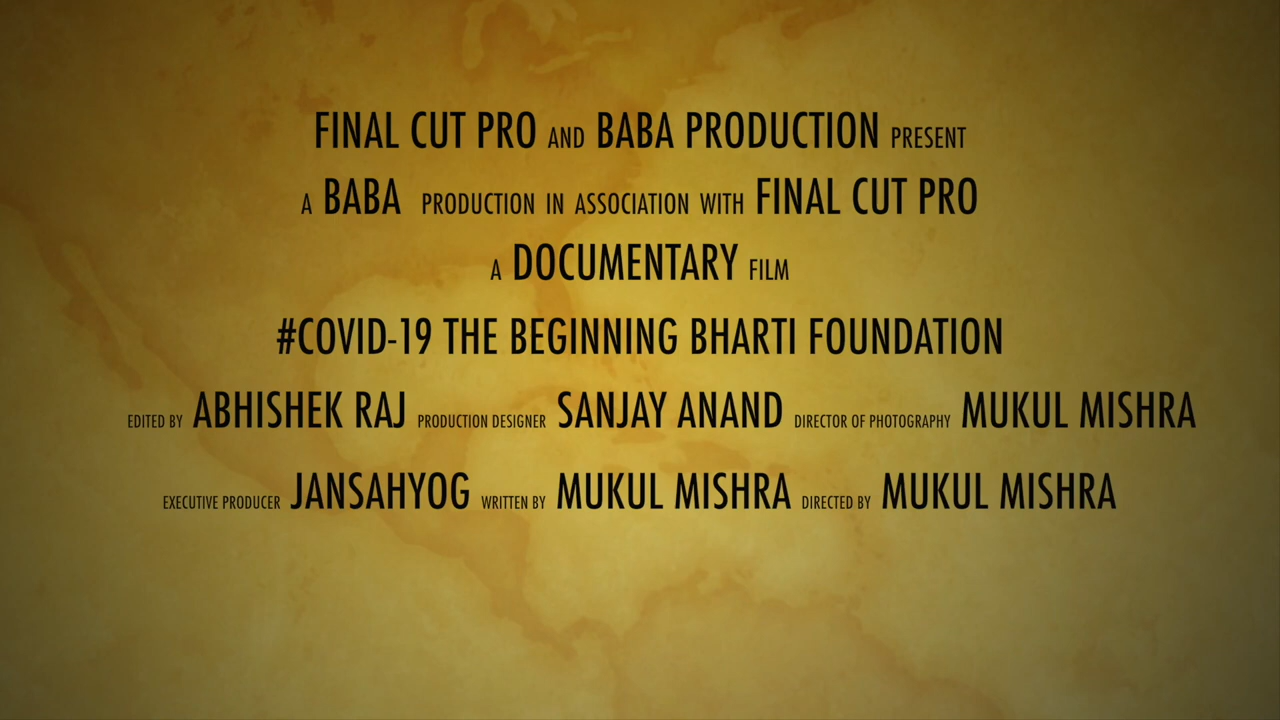 FINAL CUT PRO AND BABA PRODUCTION PRESENT
A BABA PRODUCTION IN ASSOCIATION WITH FINAL CUT PRO
A DOCUMENTARY FILM
#COVID-19 THE BEGINNING BHARTI FOUNDATION
EDITED BY ABHISHEK RAJ PRODUCTION DESIGNER SANJAY ANAND DIRECTOR OF PHOTOGRAPHY MUKUL MISHRA
EXECUTIVE PRODUCER JANSAHYOG WRITTEN BY MUKUL MISHRA DIRECTED BY MUKUL MISHRA